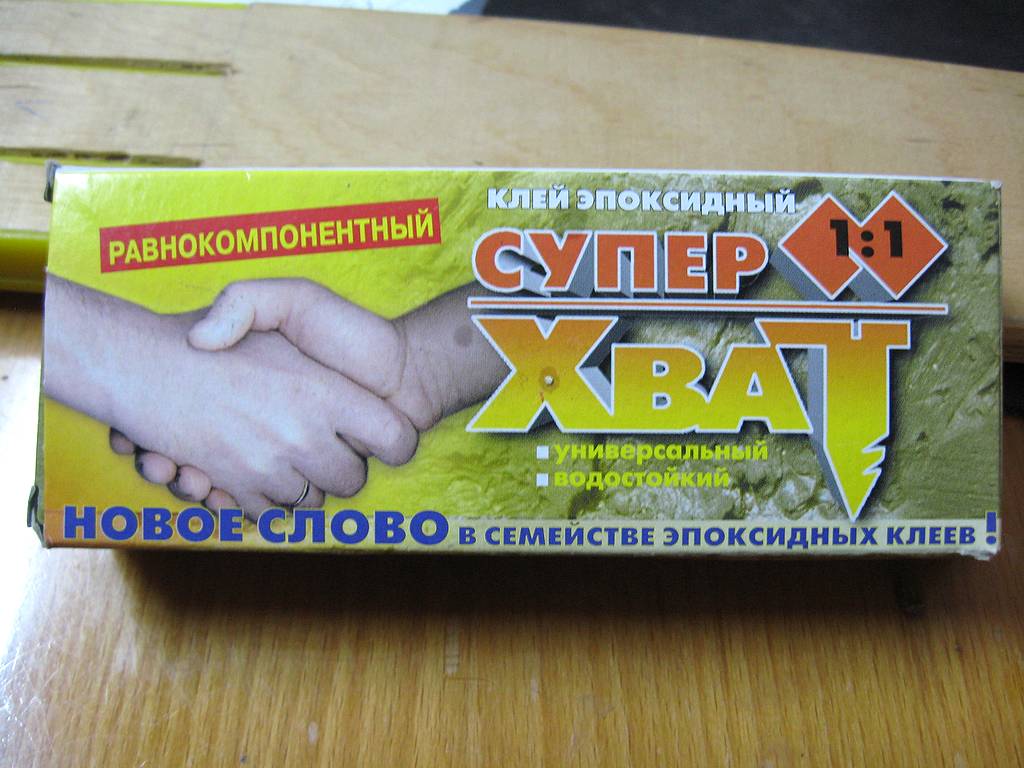 РАВНОКОМПОНЕНТНЫЙ
КЛЕЙ ЭПОКСИДНЫЙ
СУПЕР 1:1
ХВАТ
универсальный
водостойкий
НОВОЕ СЛОВО В СЕМЕЙСТВЕ ЭПОКСИДНЫХ КЛЕЕВ!